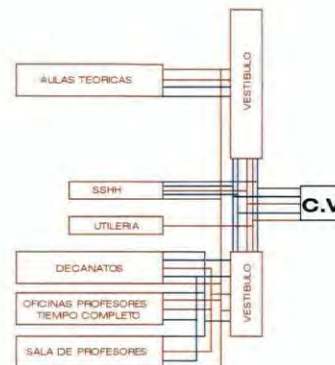 AULAS TEORICAS
VESTIBULO
SSHH
C.V
UTILERIA
DECANATOS
VESTIBULO
OFICINAS PROFESORES
TIEMPO COMPLETO
SALA DE PROFESORES